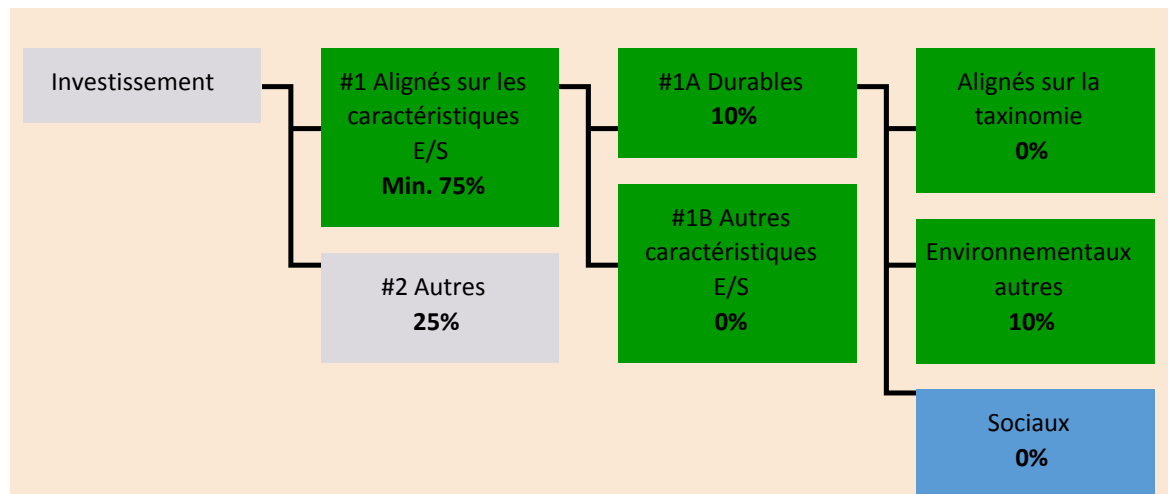 Investissement
#1 Alignés sur les
caractéristiques
E/S
Min. 75%
#2 Autres
25%
#1A Durables
10%
#1B Autres
caractéristiques
E/S
0%
Alignés sur la
taxinomie
0%
Environnementaux
autres
10%
Sociaux
0%